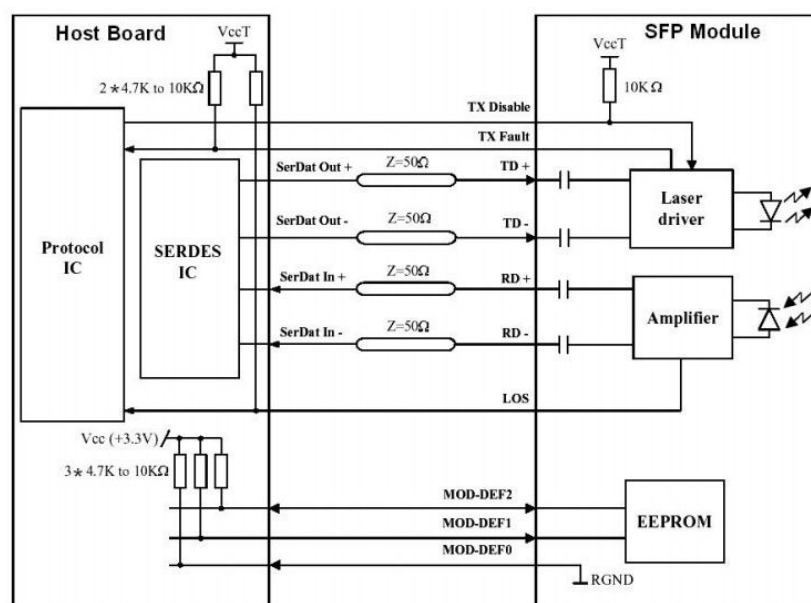 Host Board
VccT
SFP Module
VccT
2*4.7K to 10KΩ
10K Ω
TX Disable
TX Fault
SerDat Out +
Z=50Ω
TD +
Laser
driver
SerDat Out -
Z=50Ω
TD -
Protocol
IC
SERDES
IC
SerDat In +
Z=50Ω
RD +
Amplifier
SerDat In -
Z=50Ω
RD -
LOS
Vcc (+3.3V)
3*4.7K to 10KΩ
MOD-DEF2
MOD-DEF1
EEPROM
MOD-DEF0
RGND